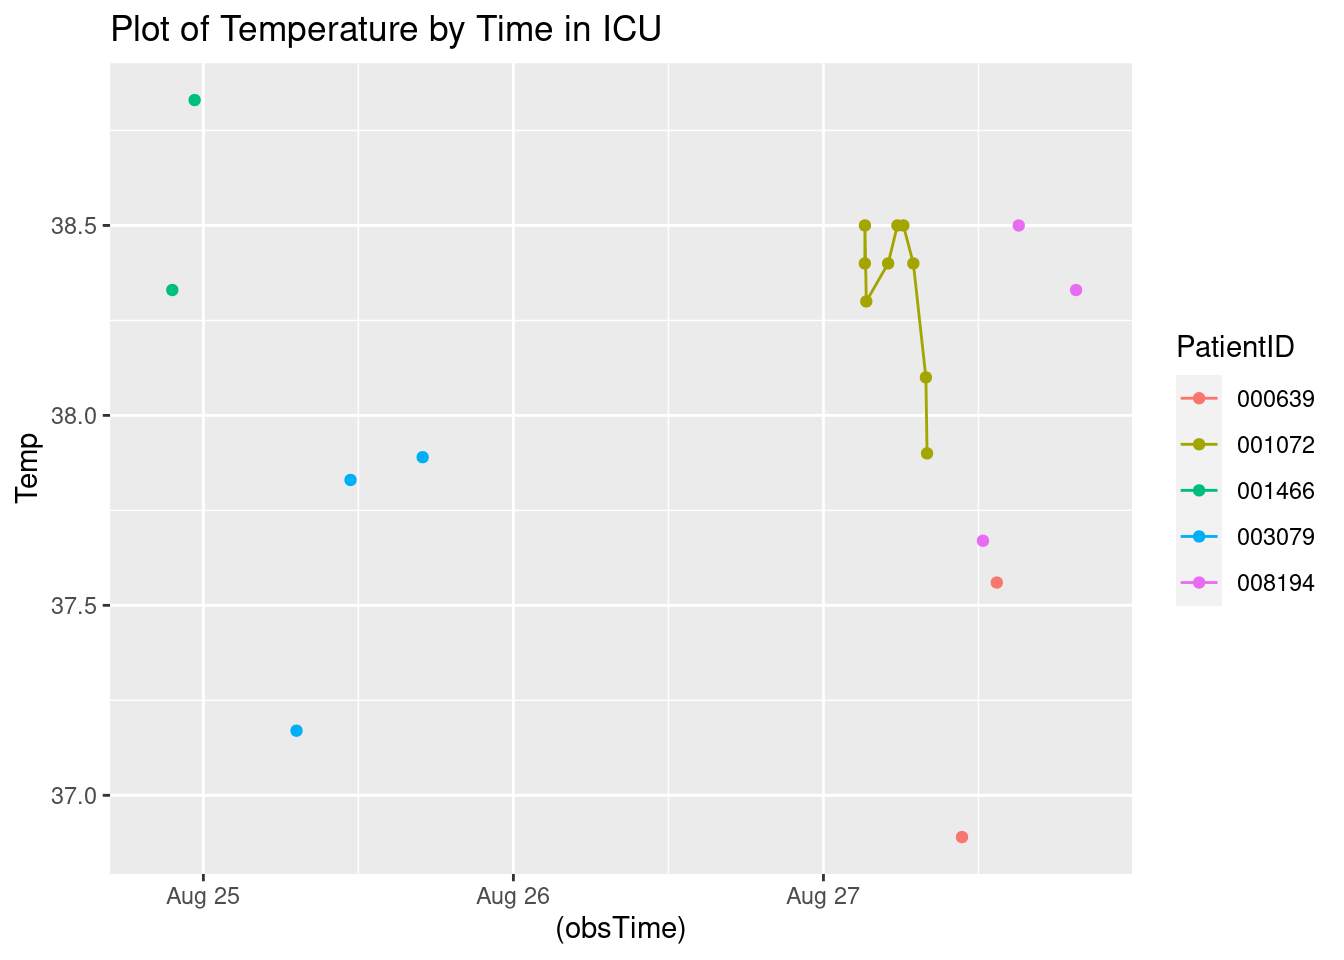 Plot of Temperature by Time in ICU
Temp
38.5
38.0
37.5
37.0
Aug 25
Aug 26
Aug 27
(obsTime)
PatientID
000639
001072
001466
003079
008194